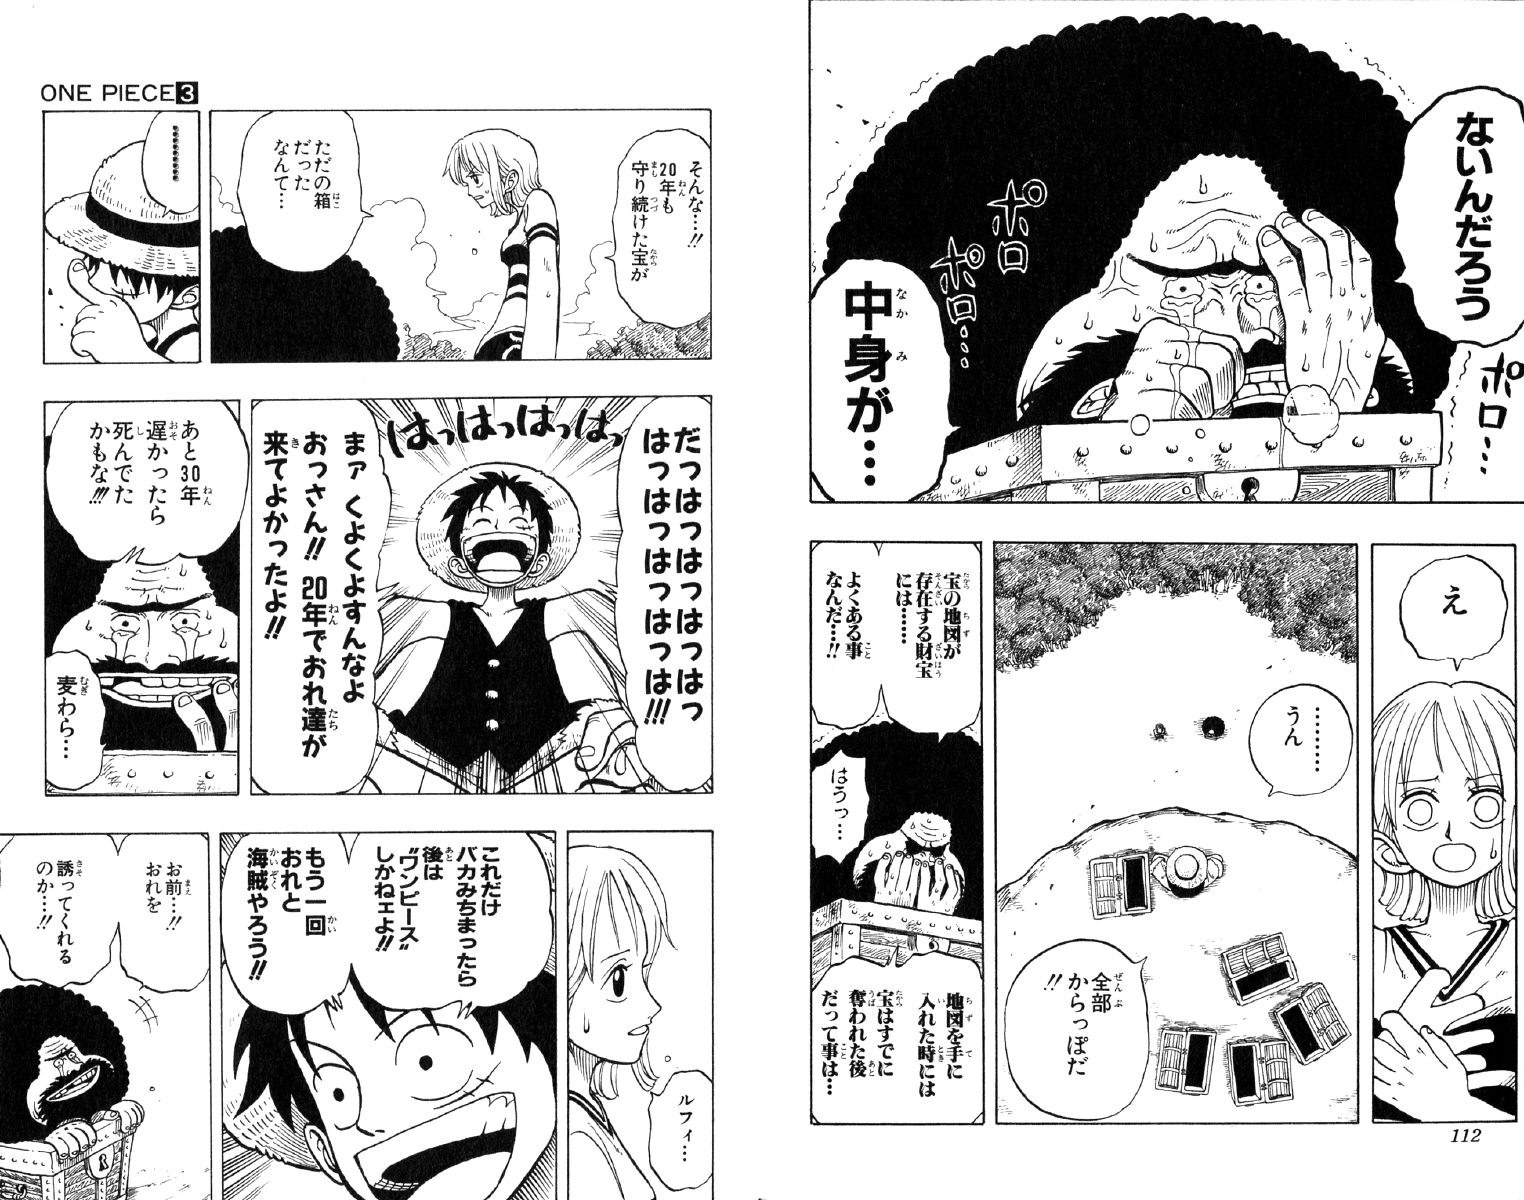 ないんだろう
中身が…
ポロ
ポロ…
ポロ…
え
………
うん
全部
からっぽだ
!!
宝の地図が
存在する財宝
には……
よくある事
なんだ…!!
はうっ…
地図を手に
入れた時には
宝はすでに
奪われた後
だって事は…
112
ONE PIECE 3
そんな…!!
20年も
守り続けた宝が
ただの箱
だった
なんて…
………
だっはっはっはっはっ
はっはっはっはっは!!!
はっはっはっはっ
まァ くよくよすんなよ
おっさん!! 20年でおれ達が
来てよかったよ!!
あと30年
遅かったら
死んでた
かもな!!!
麦わら…
ルフィ…
これだけ
バカみちまったら
後は
“ワンピース”
しかねェよ!!
もう一回
おれと
海賊やろう!!
お前…!!
おれを
誘ってくれる
のか…!!